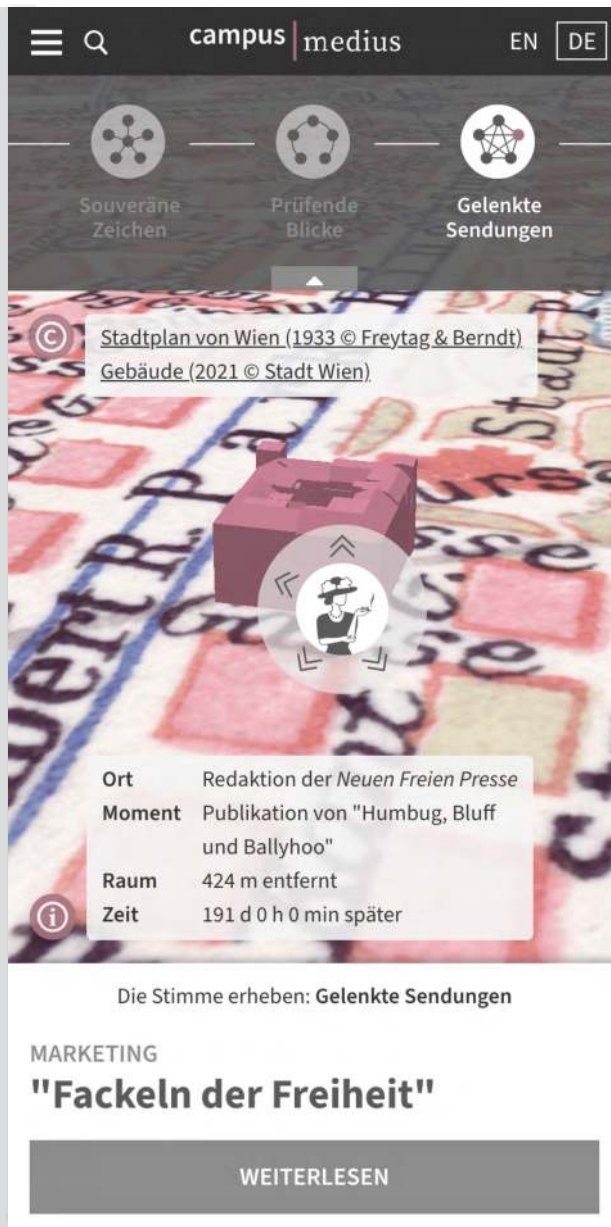 campus medius
EN DE
Souveräne
Zeichen
Prüfende
Blicke
Gelenkte
Sendungen
© Stadtplan von Wien (1933 © Freytag & Berndt)
Gebäude (2021 © Stadt Wien)
Ort Redaktion der Neuen Freien Presse
Moment Publikation von "Humbug, Bluff
und Ballyhoo"
Raum 424 m entfernt
i Zeit 191 d 0 h 0 min später
Die Stimme erheben: Gelenkte Sendungen
MARKETING
"Fackeln der Freiheit"
WEITERLESEN